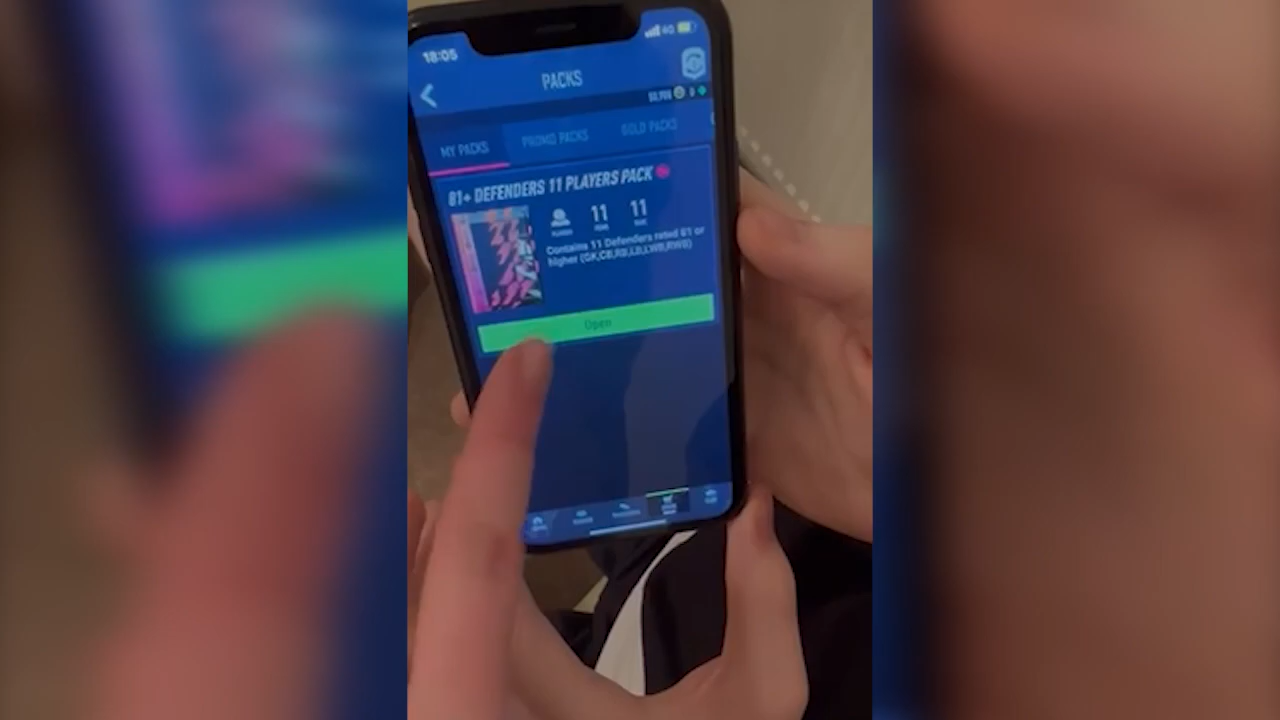 18:05
4G
PACKS
MY PACKS
PROMO PACKS
GOLD PACKS
81+ DEFENDERS 11 PLAYERS PACK
11
11
Contains 11 Defenders rated 81 or
higher (GK,CB,RB,LB,LWB,RWB)
Open